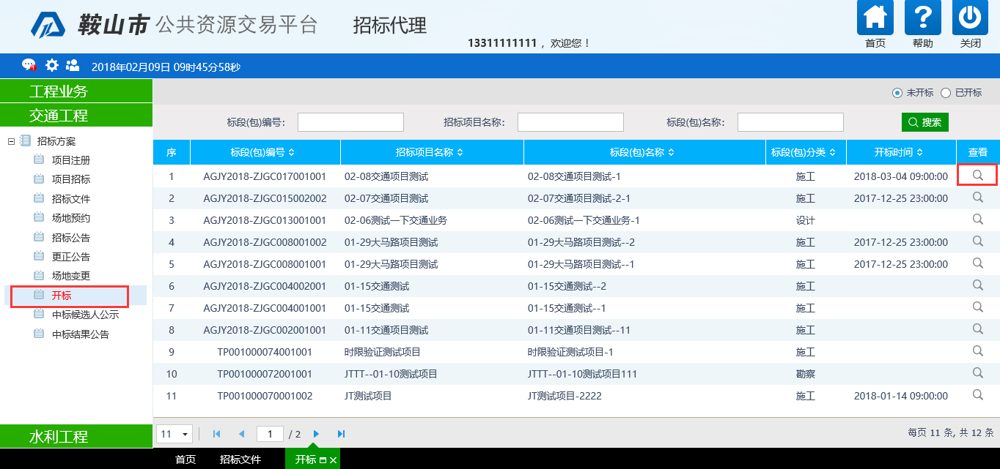 鞍山市 公共资源交易平台 招标代理
13311111111 ，欢迎您！
首页 帮助 关闭
2018年02月09日 09时45分58秒
工程业务
交通工程
招标方案
项目注册
项目招标
招标文件
场地预约
招标公告
更正公告
场地变更
开标
中标候选人公示
中标结果公告
水利工程
未开标 已开标
标段(包)编号： 招标项目名称： 标段(包)名称： 搜索
序 标段(包)编号 招标项目名称 标段(包)名称 标段(包)分类 开标时间 查看
1 AGJY2018-ZJGC017001001 02-08交通项目测试 02-08交通项目测试-1 施工 2018-03-04 09:00:00
2 AGJY2018-ZJGC015002002 02-07交通项目测试 02-07交通项目测试-2-1 施工 2017-12-25 23:00:00
3 AGJY2018-ZJGC013001001 02-06测试一下交通业务 02-06测试一下交通业务-1 设计
4 AGJY2018-ZJGC008001002 01-29大马路项目测试 01-29大马路项目测试--2 施工 2017-12-25 23:00:00
5 AGJY2018-ZJGC008001001 01-29大马路项目测试 01-29大马路项目测试--1 施工 2017-12-25 23:00:00
6 AGJY2018-ZJGC004002001 01-15交通测试 01-15交通测试--2 施工
7 AGJY2018-ZJGC004001001 01-15交通测试 01-15交通测试--1 施工
8 AGJY2018-ZJGC002001001 01-11交通项目测试 01-11交通项目测试--11 施工
9 TP001000074001001 时限验证测试项目 时限验证测试项目-1 施工
10 TP001000072001001 JTTT--01-10测试项目 JTTT--01-10测试项目111 勘察
11 TP001000070001002 JT测试项目 JT测试项目-2222 施工 2018-01-14 09:00:00
11 1 / 2 每页 11 条, 共 12 条
首页 招标文件 开标